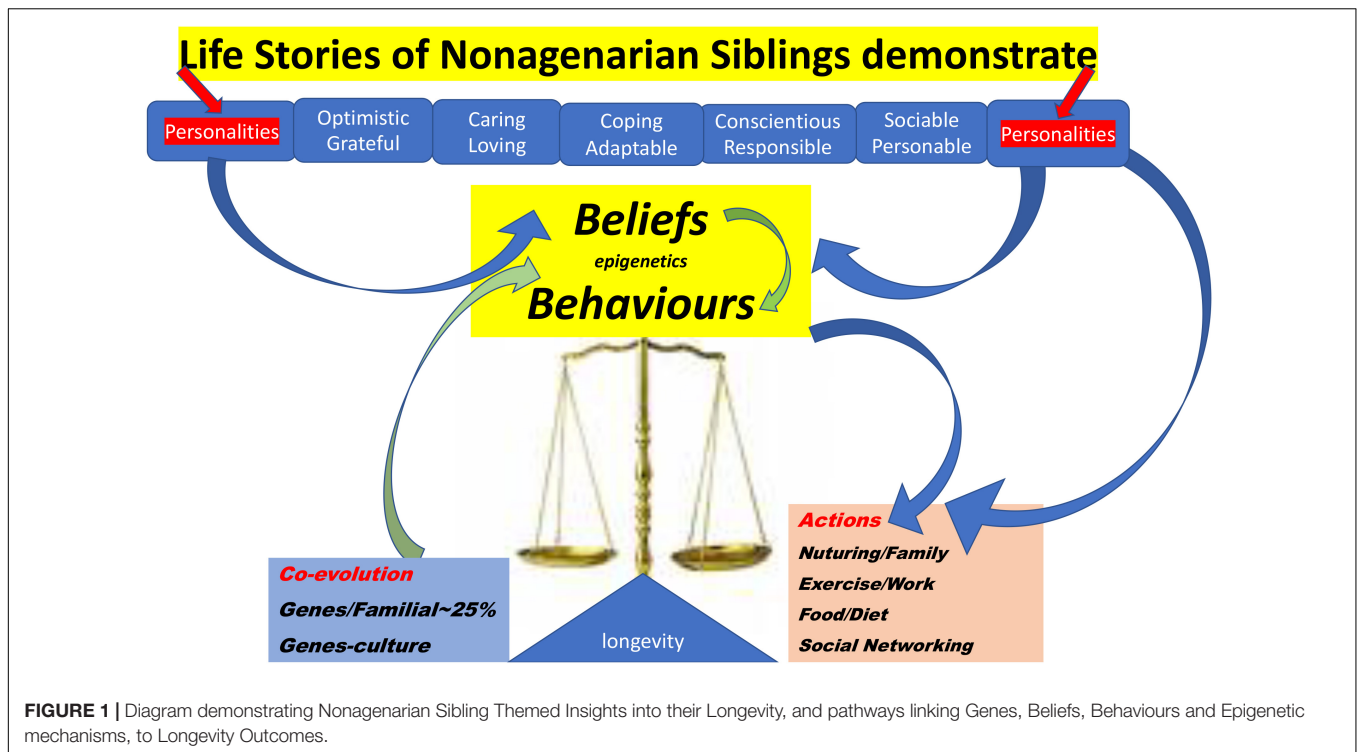 Life Stories of Nonagenarian Siblings demonstrate
Personalities
Optimistic
Grateful
Caring
Loving
Coping
Adaptable
Conscientious
Responsible
Sociable
Personable
Personalities
Beliefs
epigenetics
Behaviours
Co-evolution
Genes/Familial~25%
Genes-culture
longevity
Actions
Nuturing/Family
Exercise/Work
Food/Diet
Social Networking
FIGURE 1 | Diagram demonstrating Nonagenarian Sibling Themed Insights into their Longevity, and pathways linking Genes, Beliefs, Behaviours and Epigenetic
mechanisms, to Longevity Outcomes.